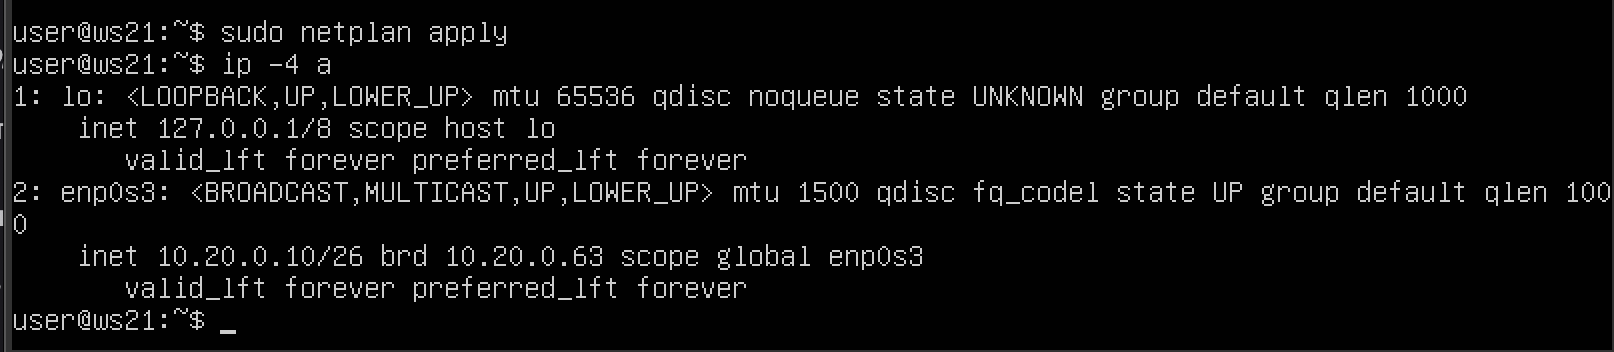 user@ws21:~$ sudo netplan apply
user@ws21:~$ ip -4 a
1: lo: <LOOPBACK,UP,LOWER_UP> mtu 65536 qdisc noqueue state UNKNOWN group default qlen 1000
    inet 127.0.0.1/8 scope host lo
       valid_lft forever preferred_lft forever
2: enp0s3: <BROADCAST,MULTICAST,UP,LOWER_UP> mtu 1500 qdisc fq_codel state UP group default qlen 100
0
    inet 10.20.0.10/26 brd 10.20.0.63 scope global enp0s3
       valid_lft forever preferred_lft forever
user@ws21:~$ _